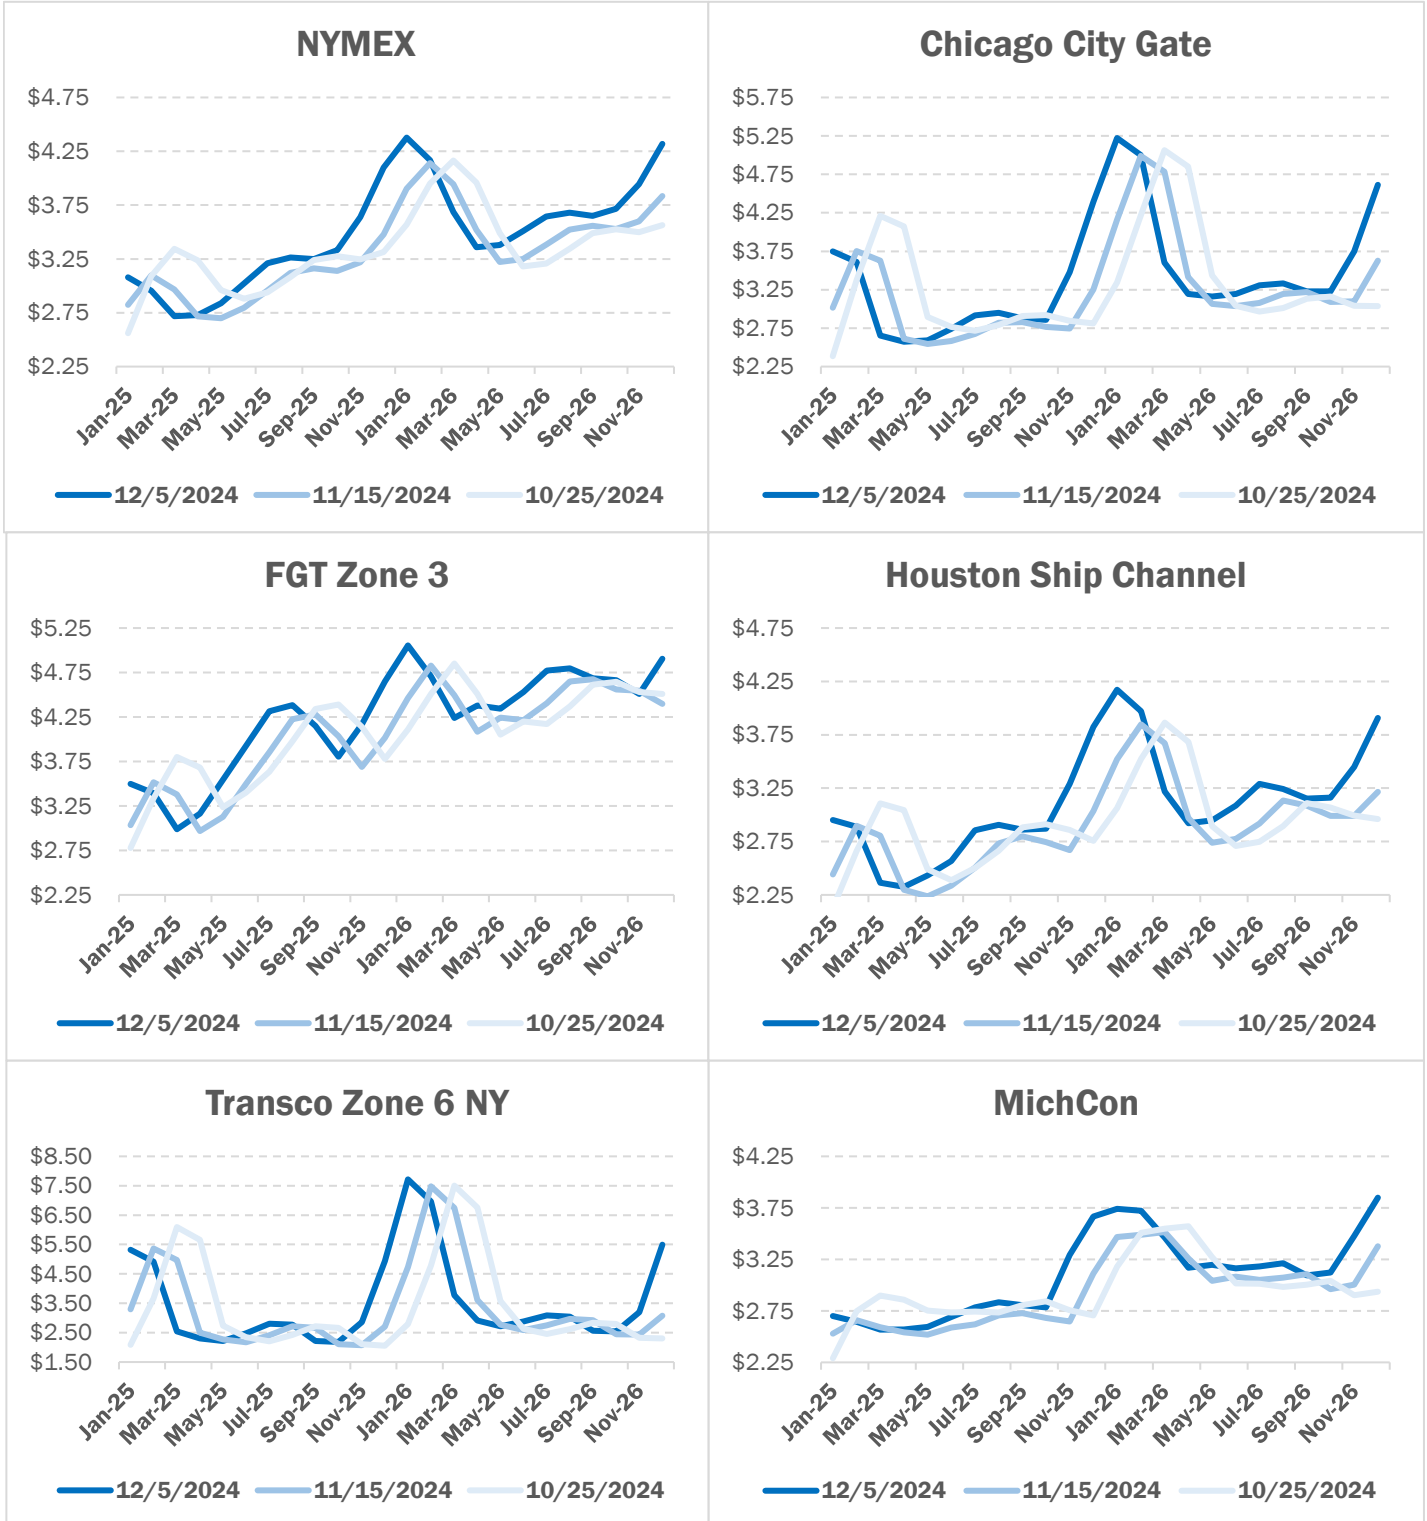 NYMEX
$4.75
$4.25
$3.75
$3.25
$2.75
$2.25
Jan-25 Mar-25 May-25 Jul-25 Sep-25 Nov-25 Jan-26 Mar-26 May-26 Jul-26 Sep-26 Nov-26
12/5/2024 11/15/2024 10/25/2024
Chicago City Gate
$5.75
$5.25
$4.75
$4.25
$3.75
$3.25
$2.75
$2.25
Jan-25 Mar-25 May-25 Jul-25 Sep-25 Nov-25 Jan-26 Mar-26 May-26 Jul-26 Sep-26 Nov-26
12/5/2024 11/15/2024 10/25/2024
FGT Zone 3
$5.25
$4.75
$4.25
$3.75
$3.25
$2.75
$2.25
Jan-25 Mar-25 May-25 Jul-25 Sep-25 Nov-25 Jan-26 Mar-26 May-26 Jul-26 Sep-26 Nov-26
12/5/2024 11/15/2024 10/25/2024
Houston Ship Channel
$4.75
$4.25
$3.75
$3.25
$2.75
$2.25
Jan-25 Mar-25 May-25 Jul-25 Sep-25 Nov-25 Jan-26 Mar-26 May-26 Jul-26 Sep-26 Nov-26
12/5/2024 11/15/2024 10/25/2024
Transco Zone 6 NY
$8.50
$7.50
$6.50
$5.50
$4.50
$3.50
$2.50
$1.50
Jan-25 Mar-25 May-25 Jul-25 Sep-25 Nov-25 Jan-26 Mar-26 May-26 Jul-26 Sep-26 Nov-26
12/5/2024 11/15/2024 10/25/2024
MichCon
$4.25
$3.75
$3.25
$2.75
$2.25
Jan-25 Mar-25 May-25 Jul-25 Sep-25 Nov-25 Jan-26 Mar-26 May-26 Jul-26 Sep-26 Nov-26
12/5/2024 11/15/2024 10/25/2024